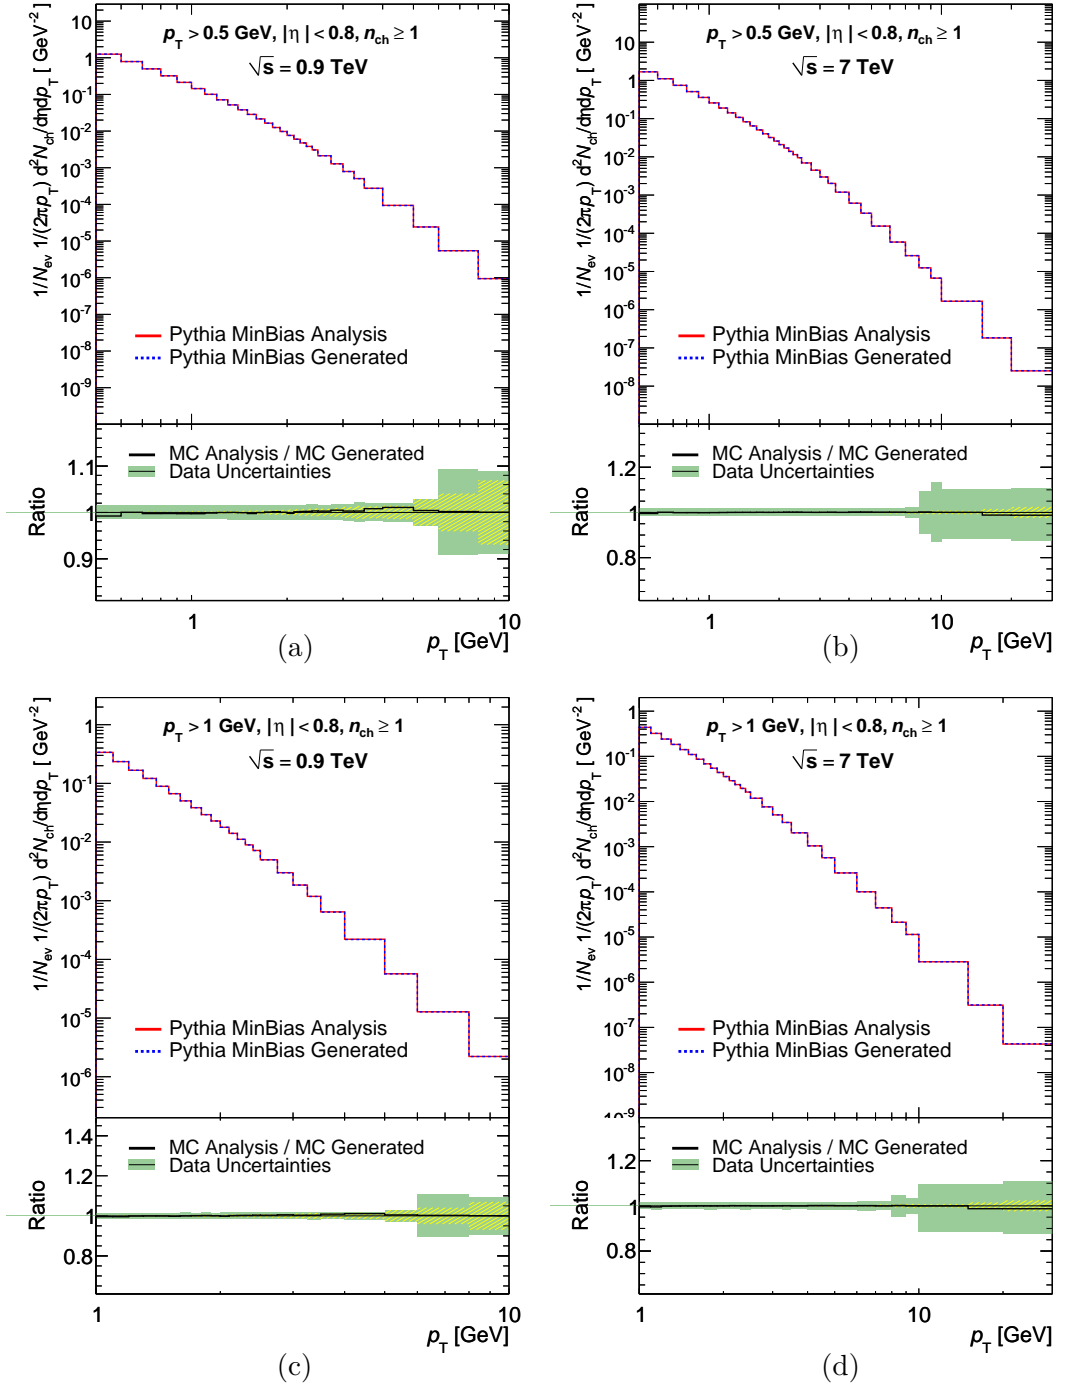 p_T > 0.5 GeV, |η| < 0.8, n_ch ≥ 1
√s = 0.9 TeV
1/N_ev 1/(2πp_T) d²N_ch/dηdp_T [ GeV⁻² ]
10
1
10⁻¹
10⁻²
10⁻³
10⁻⁴
10⁻⁵
10⁻⁶
10⁻⁷
10⁻⁸
10⁻⁹
Pythia MinBias Analysis
Pythia MinBias Generated
MC Analysis / MC Generated
Data Uncertainties
Ratio
1.1
1
0.9
1
10
p_T [GeV]
(a)
p_T > 0.5 GeV, |η| < 0.8, n_ch ≥ 1
√s = 7 TeV
1/N_ev 1/(2πp_T) d²N_ch/dηdp_T [ GeV⁻² ]
10
1
10⁻¹
10⁻²
10⁻³
10⁻⁴
10⁻⁵
10⁻⁶
10⁻⁷
10⁻⁸
Pythia MinBias Analysis
Pythia MinBias Generated
MC Analysis / MC Generated
Data Uncertainties
Ratio
1.2
1
0.8
1
10
p_T [GeV]
(b)
p_T > 1 GeV, |η| < 0.8, n_ch ≥ 1
√s = 0.9 TeV
1/N_ev 1/(2πp_T) d²N_ch/dηdp_T [ GeV⁻² ]
1
10⁻¹
10⁻²
10⁻³
10⁻⁴
10⁻⁵
10⁻⁶
Pythia MinBias Analysis
Pythia MinBias Generated
MC Analysis / MC Generated
Data Uncertainties
Ratio
1.4
1.2
1
0.8
1
10
p_T [GeV]
(c)
p_T > 1 GeV, |η| < 0.8, n_ch ≥ 1
√s = 7 TeV
1/N_ev 1/(2πp_T) d²N_ch/dηdp_T [ GeV⁻² ]
1
10⁻¹
10⁻²
10⁻³
10⁻⁴
10⁻⁵
10⁻⁶
10⁻⁷
10⁻⁸
10⁻⁹
Pythia MinBias Analysis
Pythia MinBias Generated
MC Analysis / MC Generated
Data Uncertainties
Ratio
1.2
1
0.8
1
10
p_T [GeV]
(d)